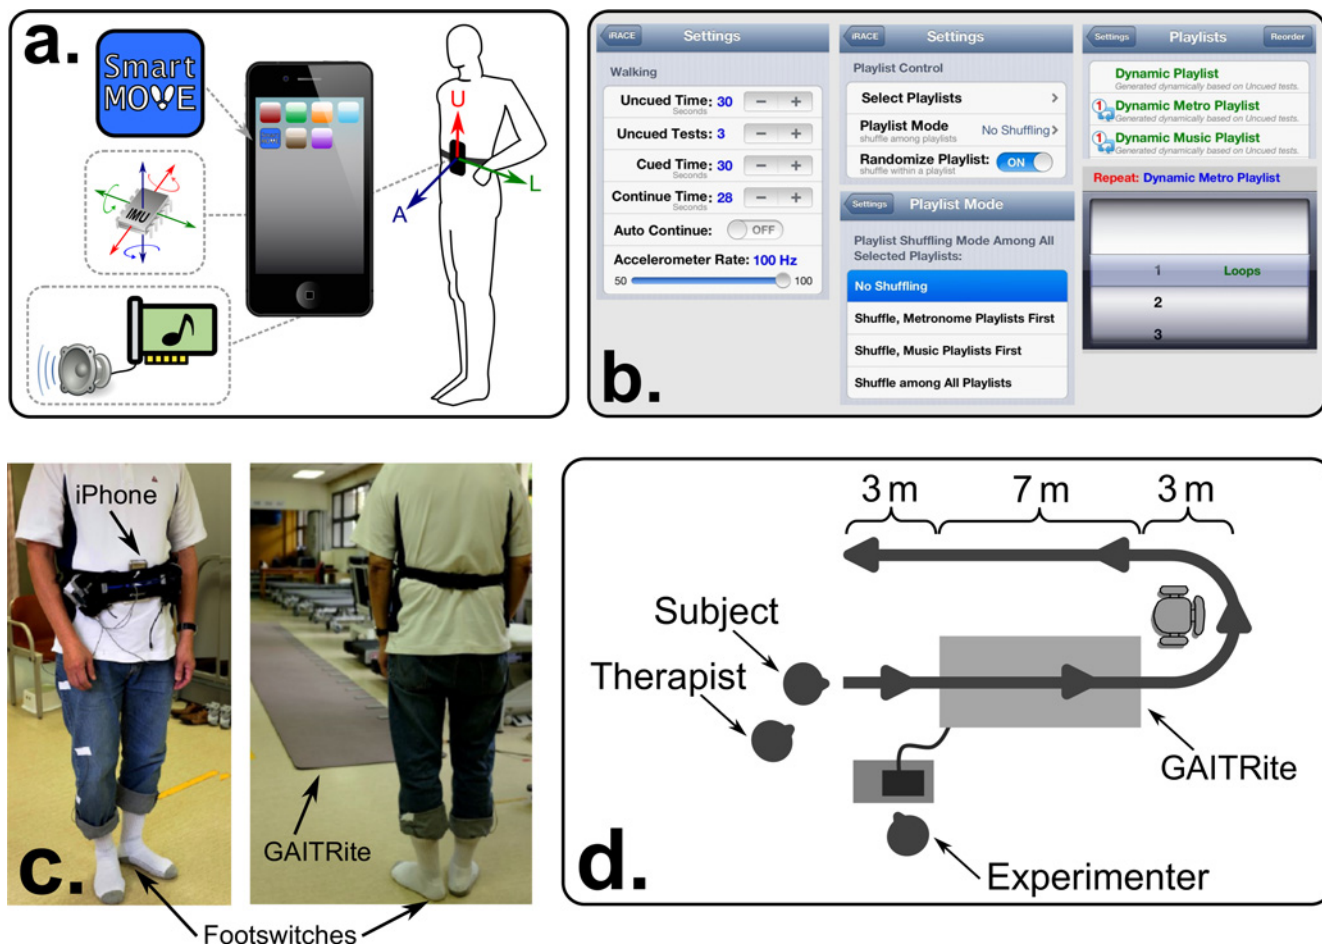 a.
Smart
MOVE
IMU
U
L
A
b.
iRACE
Settings
Walking
Uncued Time: 30
Seconds
Uncued Tests: 3
Cued Time: 30
Seconds
Continue Time: 28
Seconds
Auto Continue: OFF
Accelerometer Rate: 100 Hz
50
100
iRACE
Settings
Playlist Control
Select Playlists
Playlist Mode
No Shuffling
shuffle among playlists
Randomize Playlist: ON
shuffle within a playlist
Settings
Playlist Mode
Playlist Shuffling Mode Among All
Selected Playlists:
No Shuffling
Shuffle, Metronome Playlists First
Shuffle, Music Playlists First
Shuffle among All Playlists
Settings
Playlists
Reorder
Dynamic Playlist
Generated dynamically based on Uncued tests.
1
Dynamic Metro Playlist
Generated dynamically based on Uncued tests.
1
Dynamic Music Playlist
Generated dynamically based on Uncued tests.
Repeat: Dynamic Metro Playlist
1 Loops
2
3
c.
iPhone
GAITRite
Footswitches
d.
3 m
7 m
3 m
Subject
Therapist
GAITRite
Experimenter